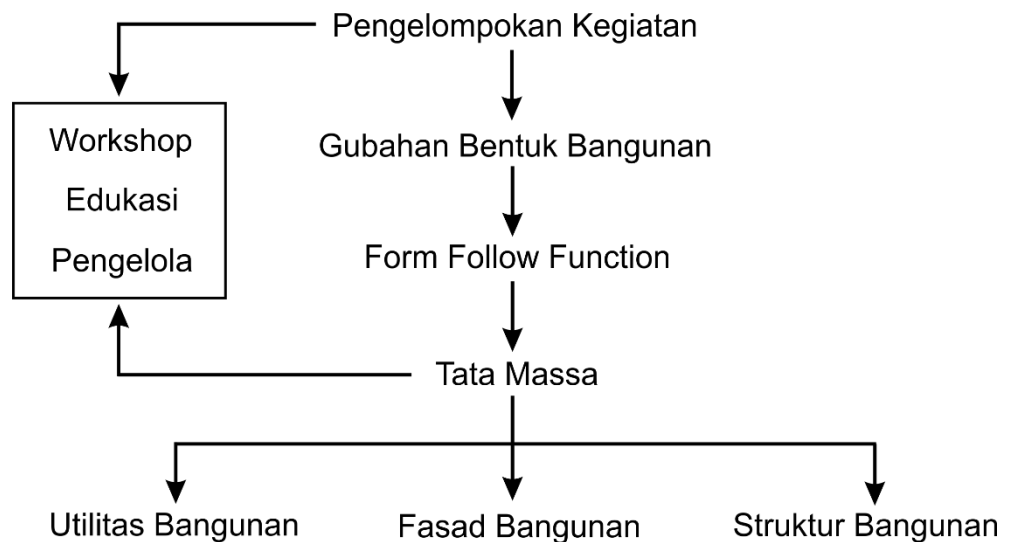 Pengelompokan Kegiatan
Workshop
Edukasi
Pengelola
Gubahan Bentuk Bangunan
Form Follow Function
Tata Massa
Utilitas Bangunan
Fasad Bangunan
Struktur Bangunan